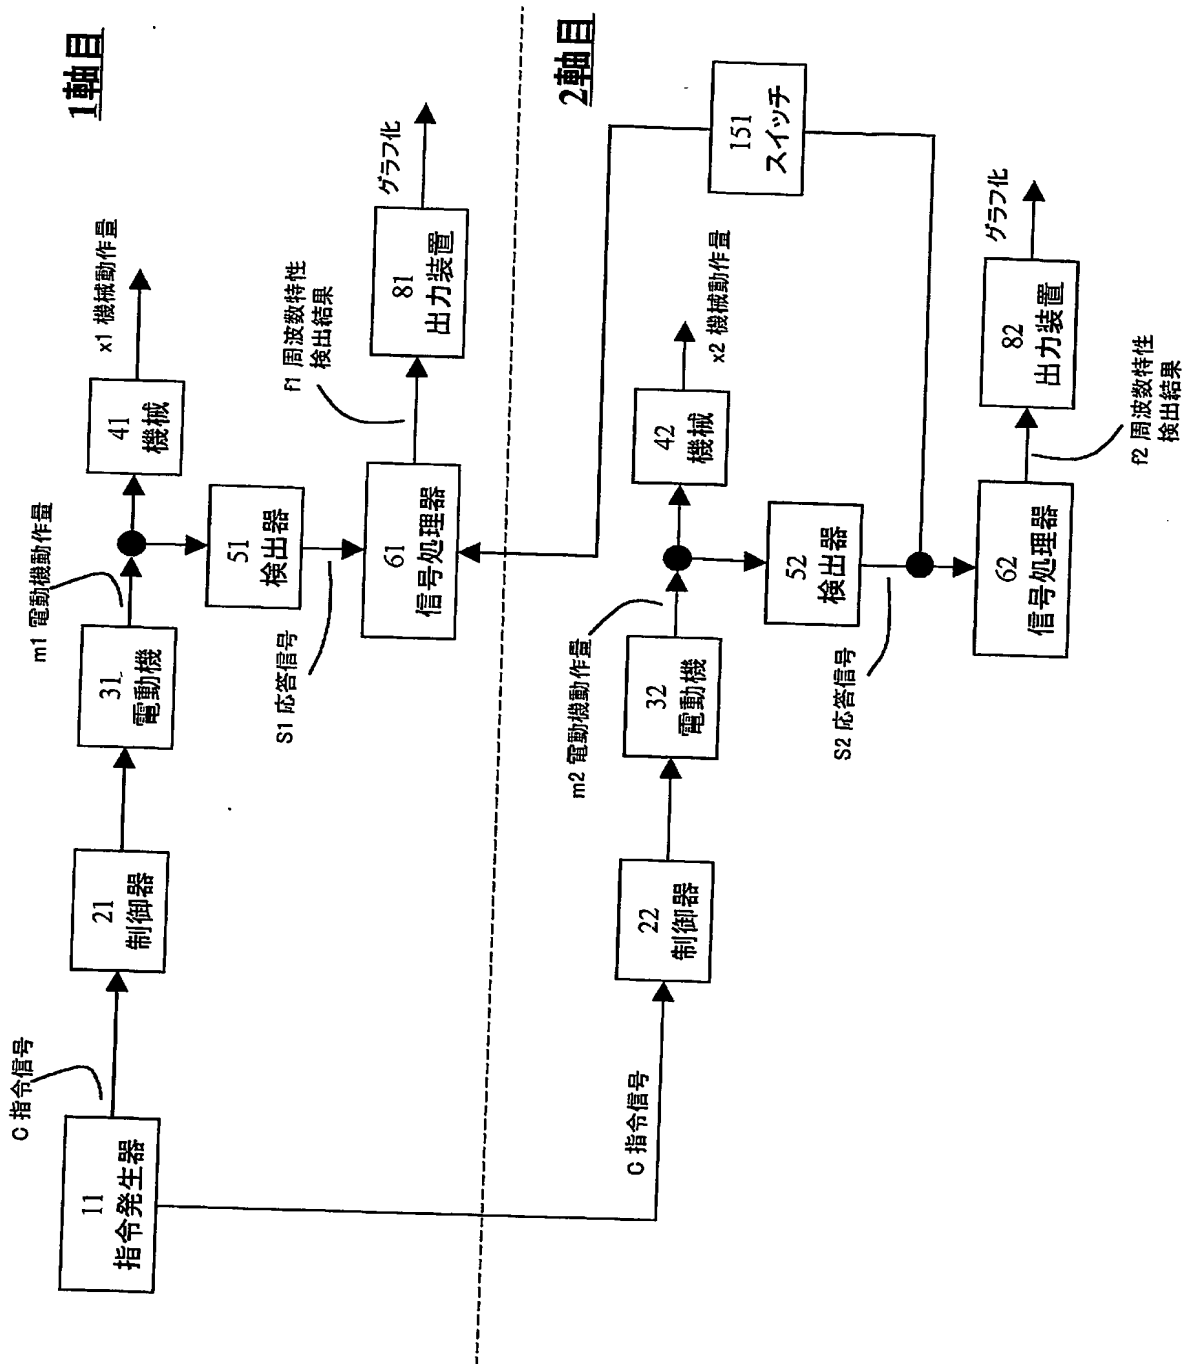 1軸目
C 指令信号
11
指令発生器
21
制御器
m1 電動機動作量
31
電動機
41
機械
x1 機械動作量
51
検出器
S1 応答信号
61
信号処理器
f1 周波数特性
検出結果
81
出力装置
グラフ化
2軸目
C 指令信号
22
制御器
m2 電動機動作量
32
電動機
42
機械
x2 機械動作量
52
検出器
S2 応答信号
151
スイッチ
62
信号処理器
f2 周波数特性
検出結果
82
出力装置
グラフ化